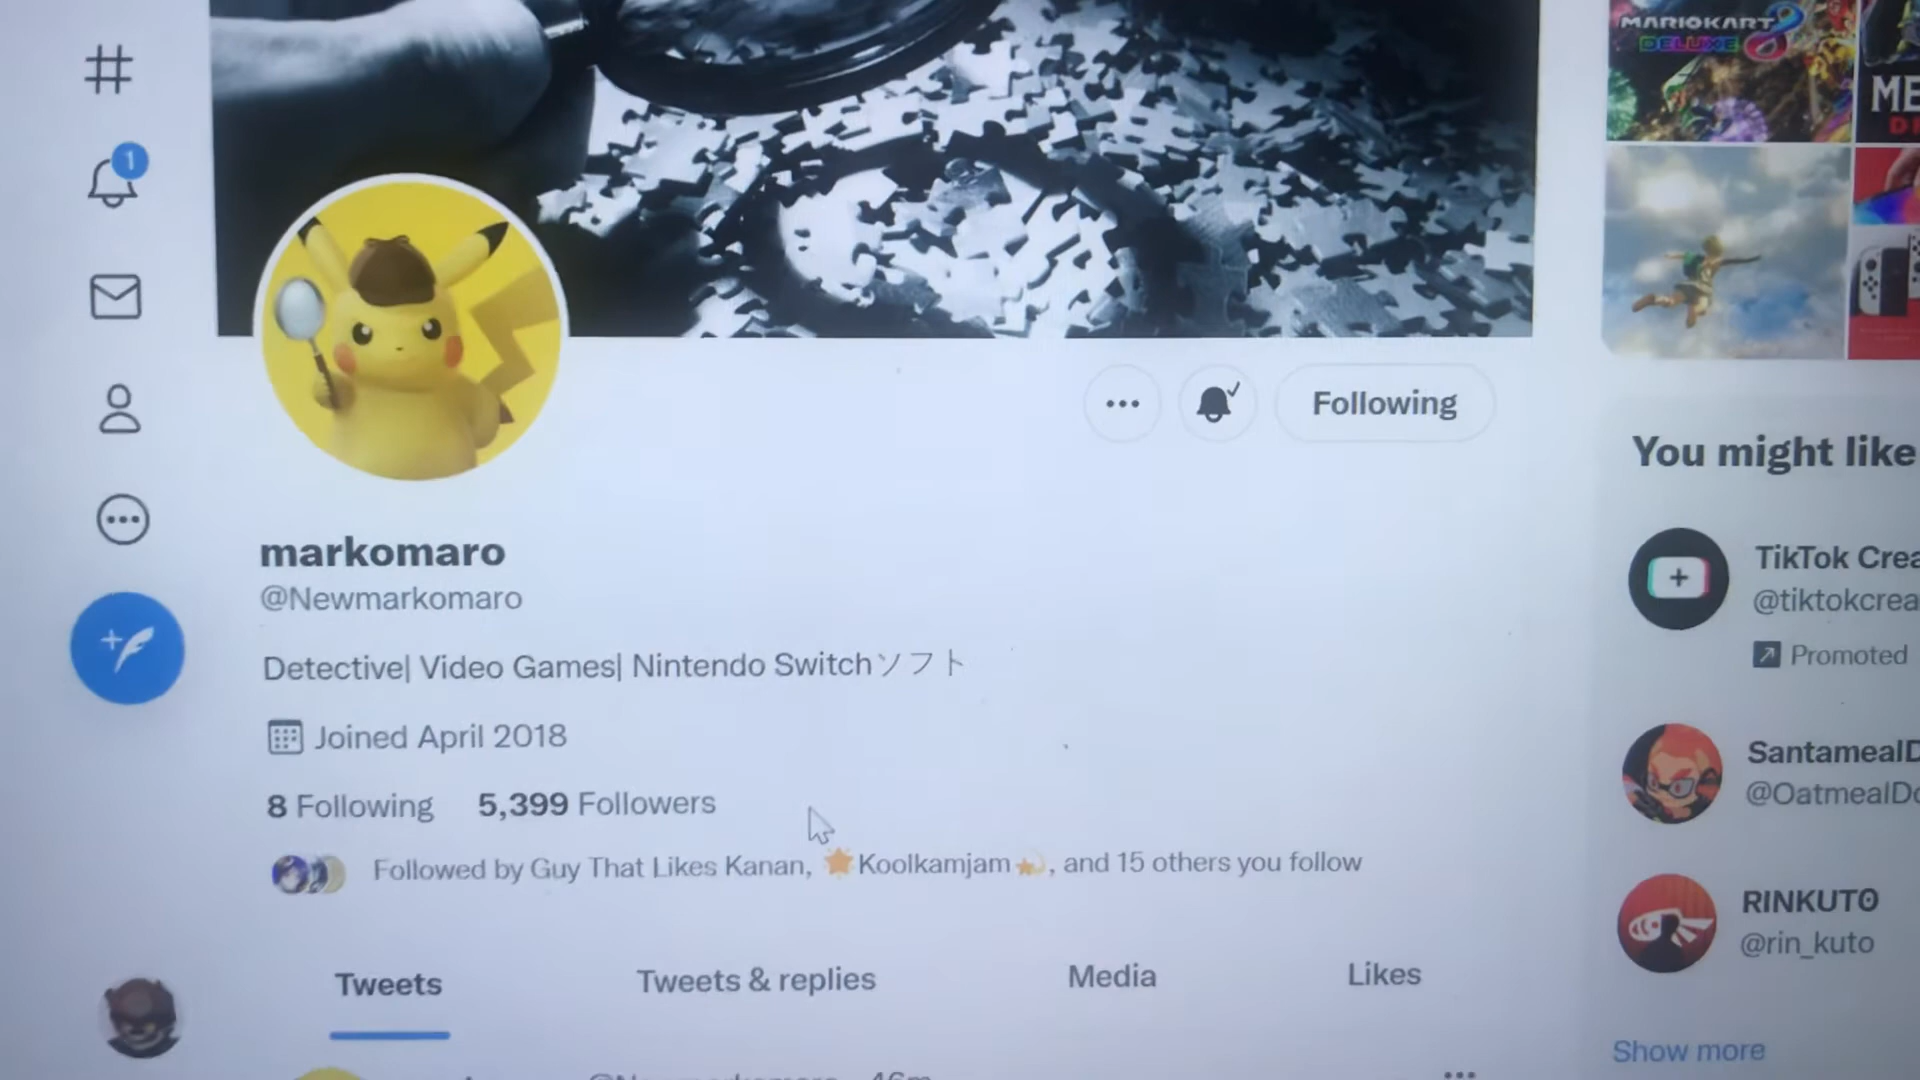 MARIOKART 8
DELUXE
ME
1
Following
You might like
markomaro
@Newmarkomaro
Detective| Video Games| Nintendo Switchソフト
Joined April 2018
8 Following 5,399 Followers
Followed by Guy That Likes Kanan, Koolkamjam, and 15 others you follow
Tweets
Tweets & replies
Media
Likes
TikTok Crea
@tiktokcrea
Promoted
SantamealD
@OatmealDo
RINKUTO
@rin_kuto
Show more